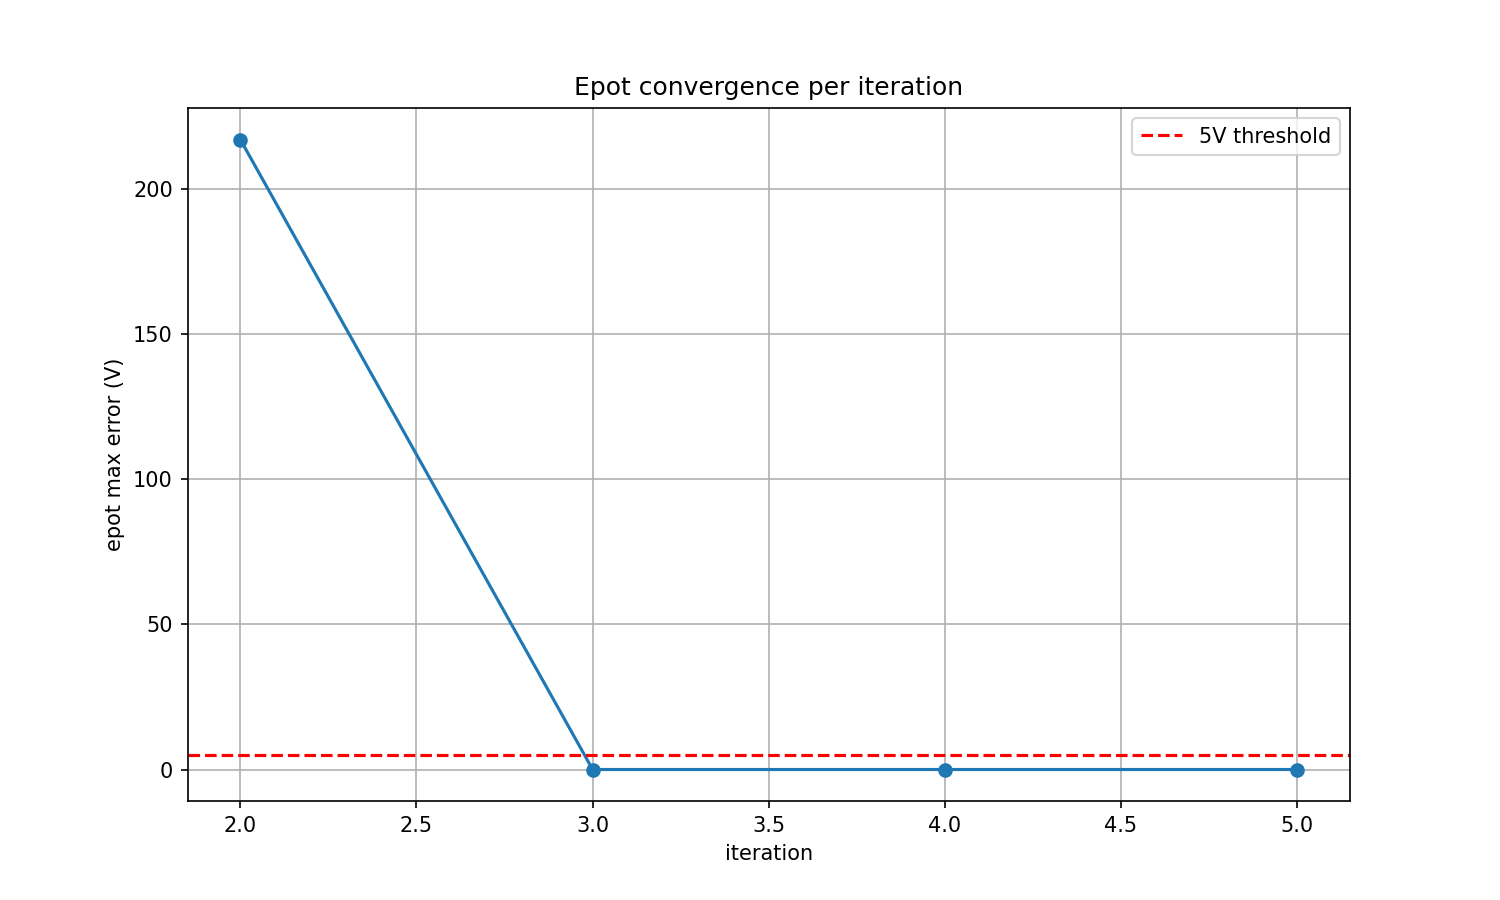 Epot convergence per iteration
5V threshold
epot max error (V)
200
150
100
50
0
2.0 2.5 3.0 3.5 4.0 4.5 5.0
iteration